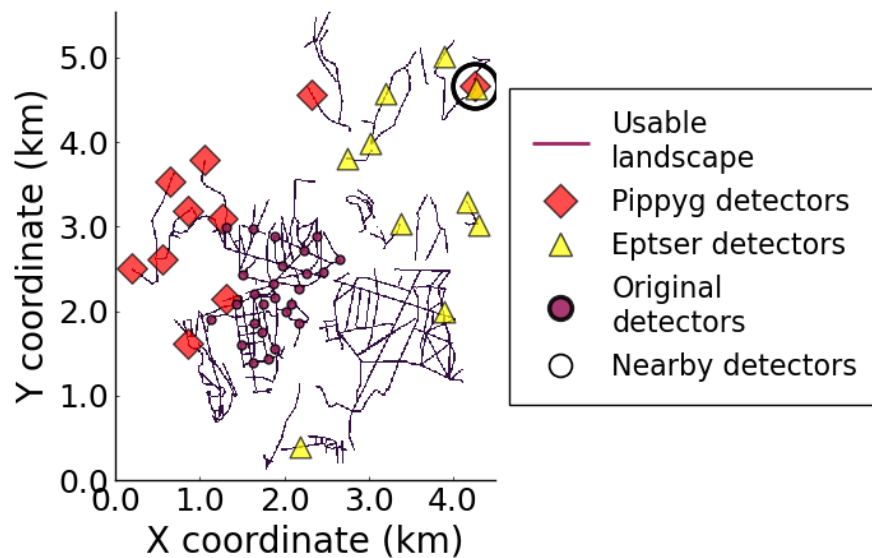 5.0
4.0
3.0
2.0
1.0
0.0
0.0 1.0 2.0 3.0 4.0
Y coordinate (km)
X coordinate (km)
Usable
landscape
Pippyg detectors
Eptser detectors
Original
detectors
Nearby detectors